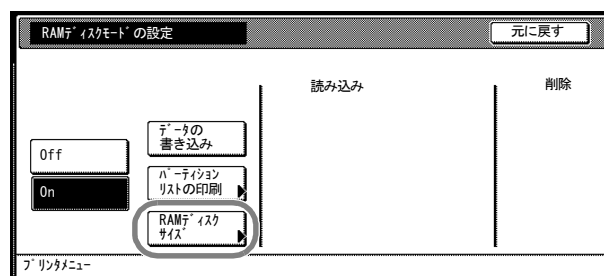 RAMﾃﾞｨｽｸﾓｰﾄﾞの設定
元に戻す
読み込み
削除
Off
On
ﾃﾞｰﾀの
書き込み
ﾊﾟｰﾃｨｼｮﾝ
ﾘｽﾄの印刷
RAMﾃﾞｨｽｸ
ｻｲｽﾞ
ﾌﾟﾘﾝﾀﾒﾆｭｰ